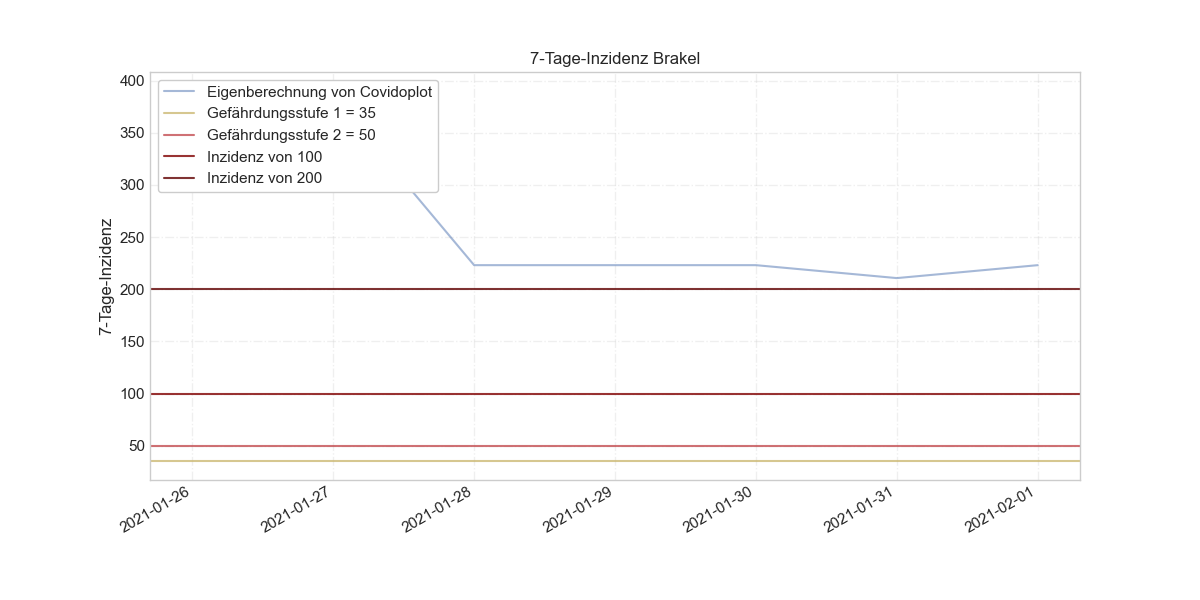 7-Tage-Inzidenz Brakel
400
350
300
250
200
150
100
50
7-Tage-Inzidenz
Eigenberechnung von Covidoplot
Gefährdungsstufe 1 = 35
Gefährdungsstufe 2 = 50
Inzidenz von 100
Inzidenz von 200
2021-01-26
2021-01-27
2021-01-28
2021-01-29
2021-01-30
2021-01-31
2021-02-01